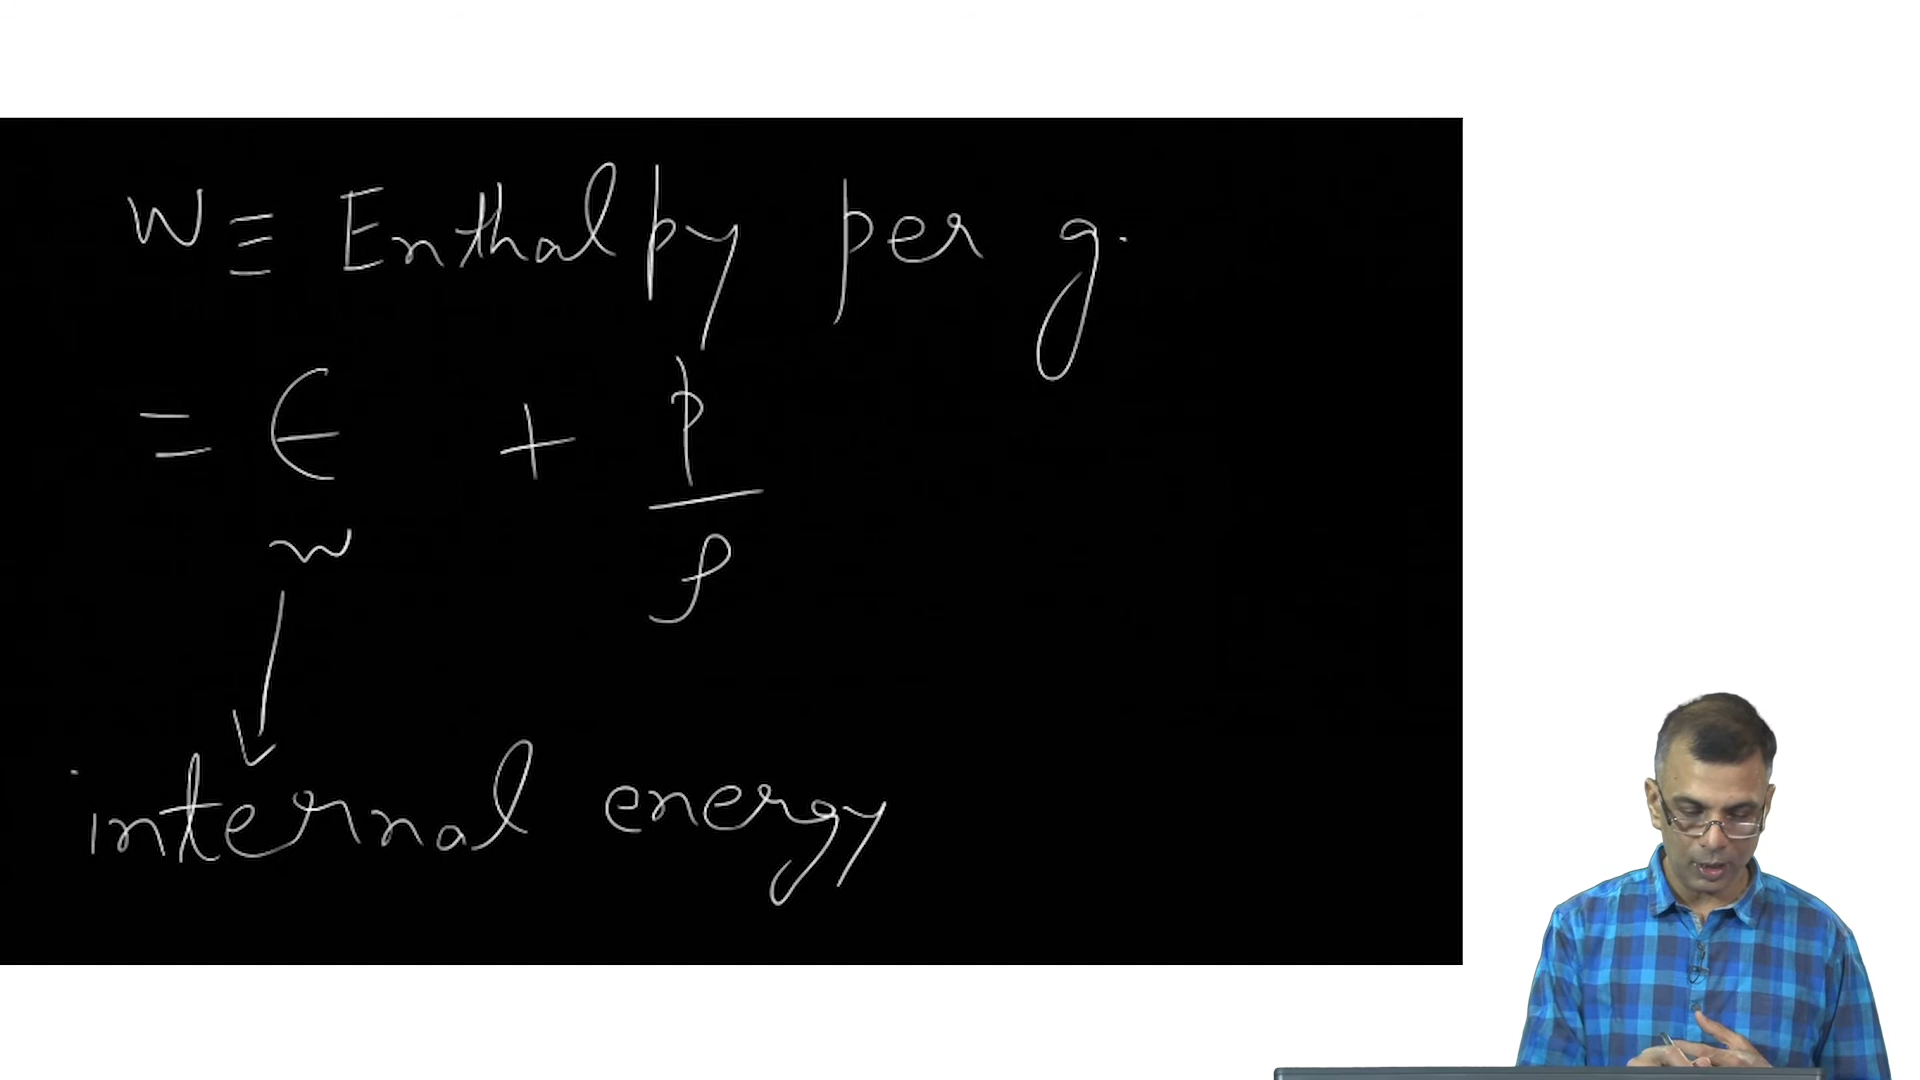 W ≡ Enthalpy per g.
= ϵ + p/ρ
internal energy